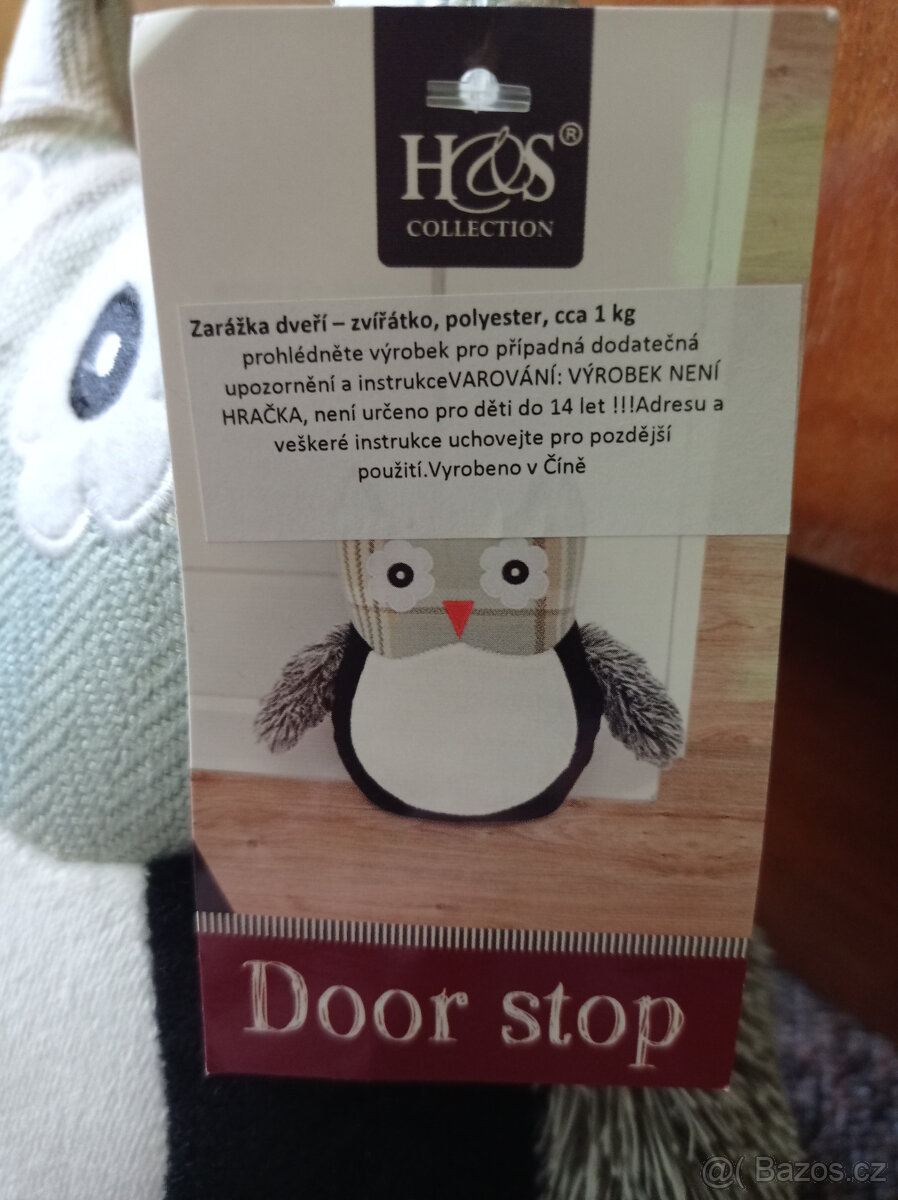 H&S®
COLLECTION
Zarážka dveří – zvířátko, polyester, cca 1 kg
prohlédněte výrobek pro případná dodatečná
upozornění a instrukceVAROVÁNÍ: VÝROBEK NENÍ
HRAČKA, není určeno pro děti do 14 let !!!Adresu a
veškeré instrukce uchovejte pro pozdější
použití.Vyrobeno v Číně
Door stop
@( Bazos.cz